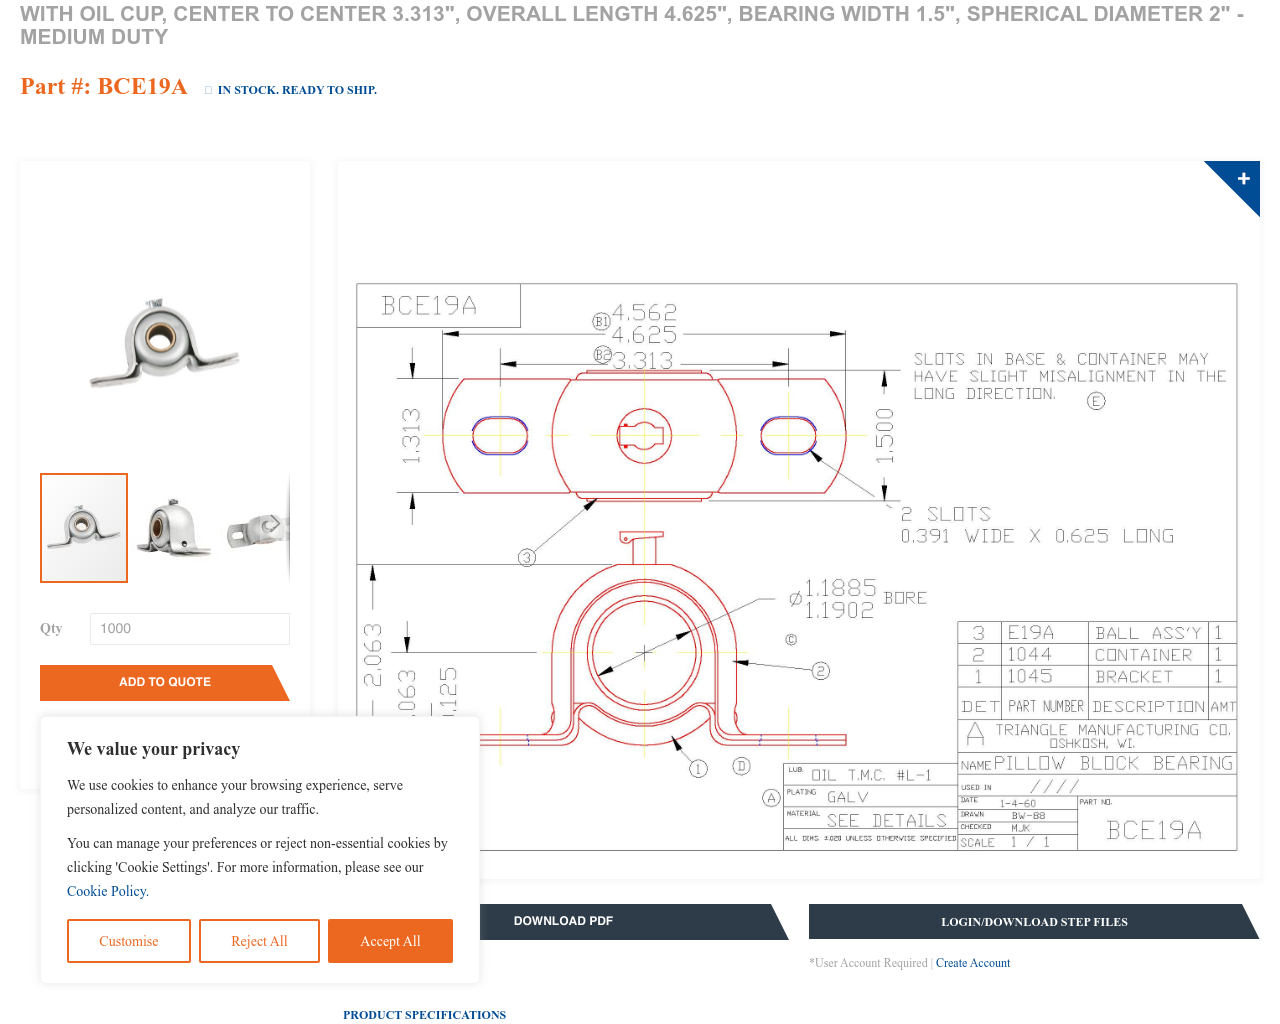 WITH OIL CUP, CENTER TO CENTER 3.313", OVERALL LENGTH 4.625", BEARING WIDTH 1.5", SPHERICAL DIAMETER 2" -
MEDIUM DUTY
Part #: BCE19A
IN STOCK. READY TO SHIP.
+
BCE19A
B1
4.562
4.625
B2
3.313
SLOTS IN BASE & CONTAINER MAY
HAVE SLIGHT MISALIGNMENT IN THE
LONG DIRECTION.
E
1.313
1.500
2 SLOTS
0.391 WIDE X 0.625 LONG
3
Ø 1.1885
1.1902
BORE
C
2.063
.063
0.125
2
1
D
A
3 E19A BALL ASS'Y 1
2 1044 CONTAINER 1
1 1045 BRACKET 1
DET PART NUMBER DESCRIPTION AMT
A TRIANGLE MANUFACTURING CO.
OSHKOSH, WI.
NAME PILLOW BLOCK BEARING
USED IN ////
DATE 1-4-60
DRAWN BW-88
CHECKED MJK
SCALE 1 / 1
PART NO.
BCE19A
LUB. OIL T.M.C. #L-1
PLATING GALV
MATERIAL SEE DETAILS
ALL DIMS ±.020 UNLESS OTHERWISE SPECIFIED
Qty 1000
ADD TO QUOTE
We value your privacy
We use cookies to enhance your browsing experience, serve
personalized content, and analyze our traffic.
You can manage your preferences or reject non-essential cookies by
clicking 'Cookie Settings'. For more information, please see our
Cookie Policy.
Customise
Reject All
Accept All
DOWNLOAD PDF
LOGIN/DOWNLOAD STEP FILES
*User Account Required | Create Account
PRODUCT SPECIFICATIONS